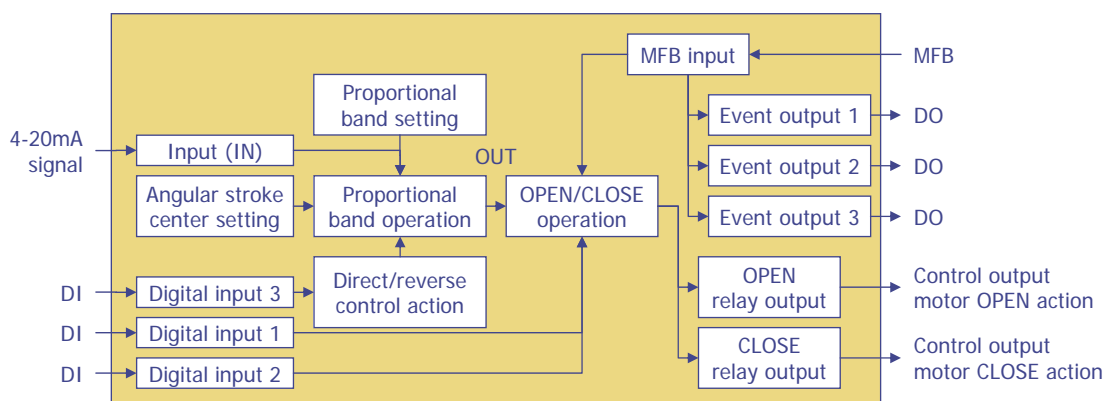 MFB input
MFB
Proportional
band setting
Event output 1
DO
4-20mA
signal
Input (IN)
OUT
Event output 2
DO
Angular stroke
center setting
Proportional
band operation
OPEN/CLOSE
operation
Event output 3
DO
DI
Digital input 3
Direct/reverse
control action
OPEN
relay output
Control output
motor OPEN action
DI
Digital input 1
DI
Digital input 2
CLOSE
relay output
Control output
motor CLOSE action